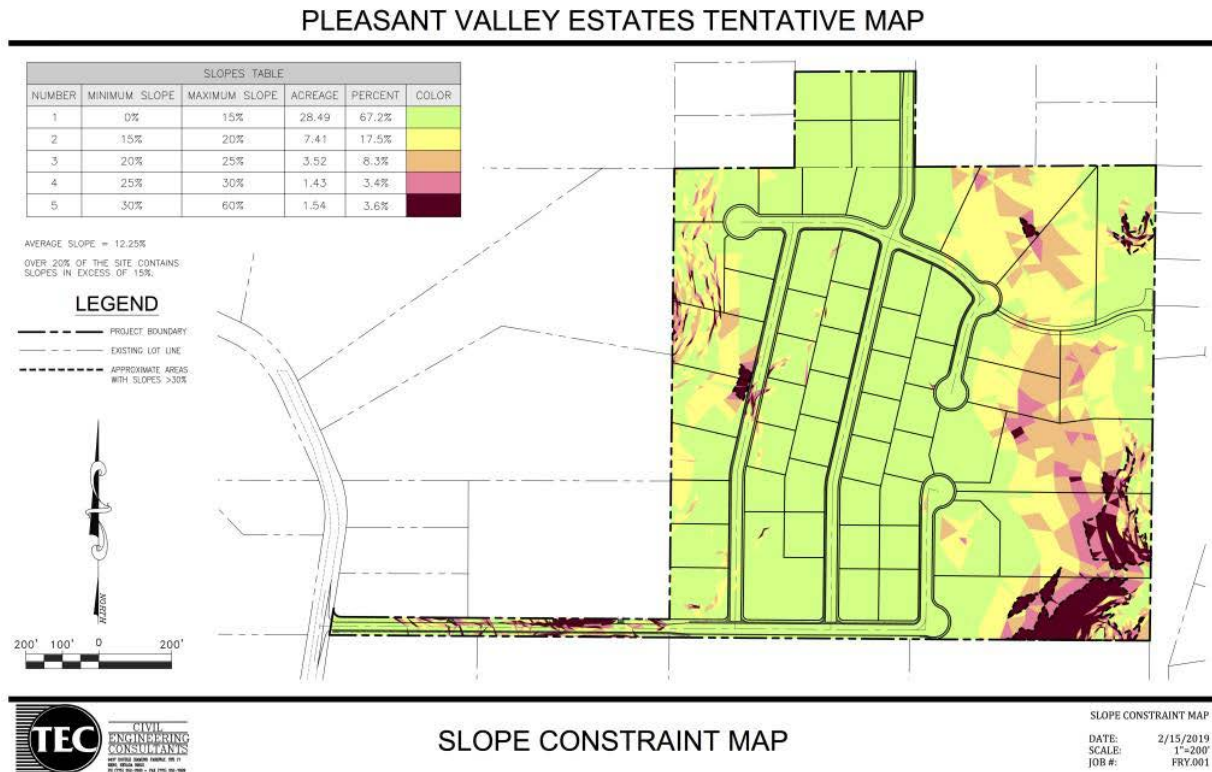 PLEASANT VALLEY ESTATES TENTATIVE MAP
SLOPES TABLE
NUMBER MINIMUM SLOPE MAXIMUM SLOPE ACREAGE PERCENT COLOR
1 0% 15% 28.49 67.2%
2 15% 20% 7.41 17.5%
3 20% 25% 3.52 8.3%
4 25% 30% 1.43 3.4%
5 30% 60% 1.54 3.6%
AVERAGE SLOPE = 12.25%
OVER 20% OF THE SITE CONTAINS
SLOPES IN EXCESS OF 15%.
LEGEND
PROJECT BOUNDARY
EXISTING LOT LINE
APPROXIMATE AREAS
WITH SLOPES >30%
NORTH
200' 100' 0 200'
TEC
CIVIL
ENGINEERING
CONSULTANTS
SLOPE CONSTRAINT MAP
SLOPE CONSTRAINT MAP
DATE: 2/15/2019
SCALE: 1"=200'
JOB #: FRY.001